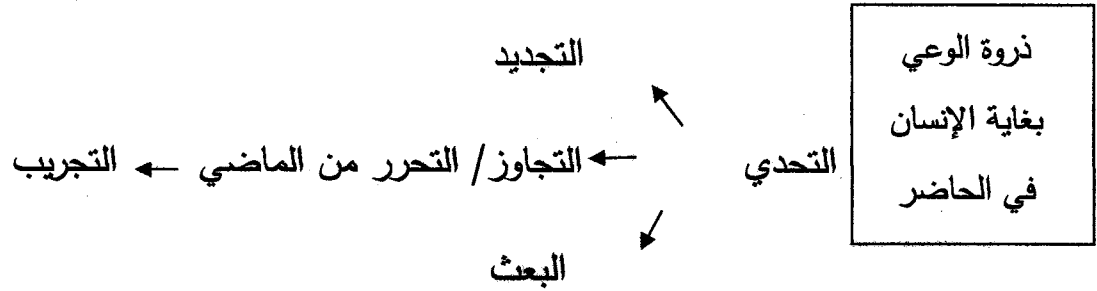 ذروة الوعي
بغاية الإنسان
في الحاضر
التحدي
التجديد
التجاوز/ التحرر من الماضي
التجريب
البعث